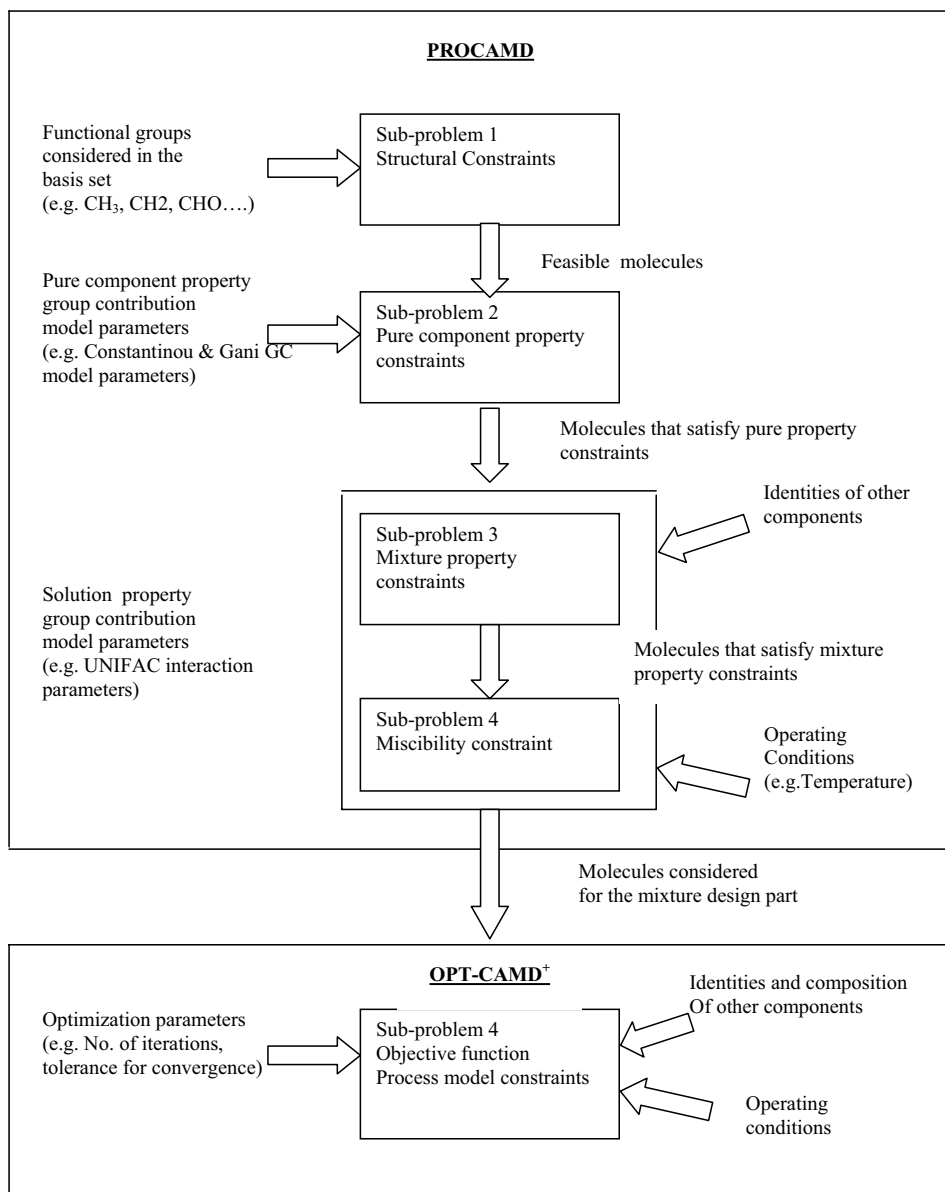 PROCAMD
Functional groups
considered in the
basis set
(e.g. CH₃, CH2, CHO….)
Sub-problem 1
Structural Constraints
Feasible molecules
Pure component property
group contribution
model parameters
(e.g. Constantinou & Gani GC
model parameters)
Sub-problem 2
Pure component property
constraints
Molecules that satisfy pure property
constraints
Identities of other
components
Sub-problem 3
Mixture property
constraints
Solution property
group contribution
model parameters
(e.g. UNIFAC interaction
parameters)
Molecules that satisfy mixture
property constraints
Sub-problem 4
Miscibility constraint
Operating
Conditions
(e.g.Temperature)
Molecules considered
for the mixture design part
OPT-CAMD⁺
Identities and composition
Of other components
Optimization parameters
(e.g. No. of iterations,
tolerance for convergence)
Sub-problem 4
Objective function
Process model constraints
Operating
conditions